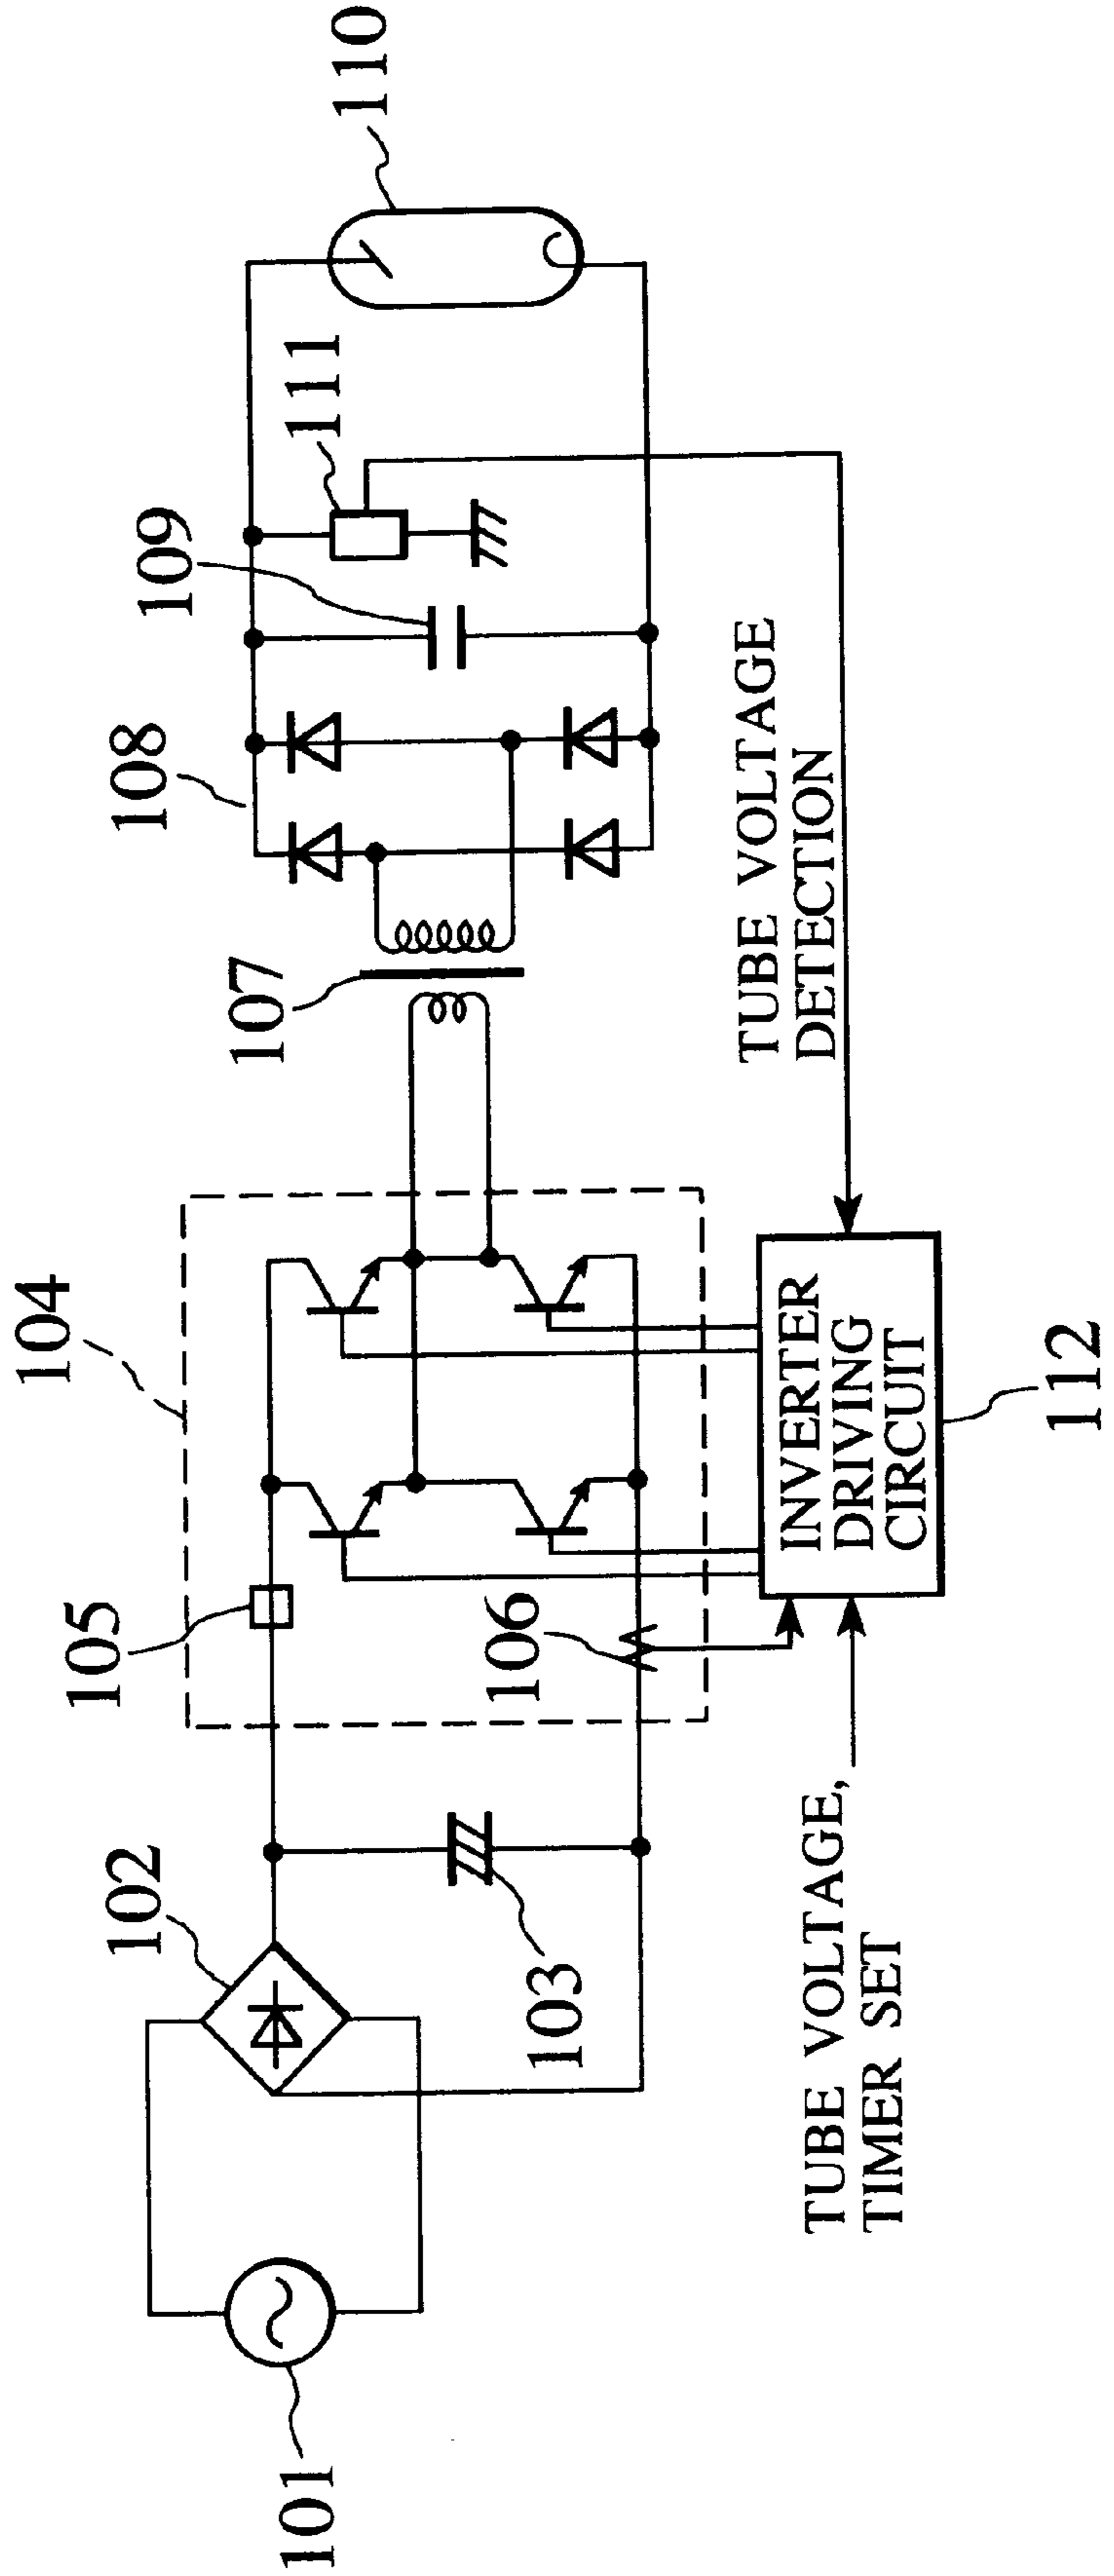 101
102
103
104
105
106
107
108
109
110
111
112
TUBE VOLTAGE,
TIMER SET
INVERTER
DRIVING
CIRCUIT
TUBE VOLTAGE
DETECTION